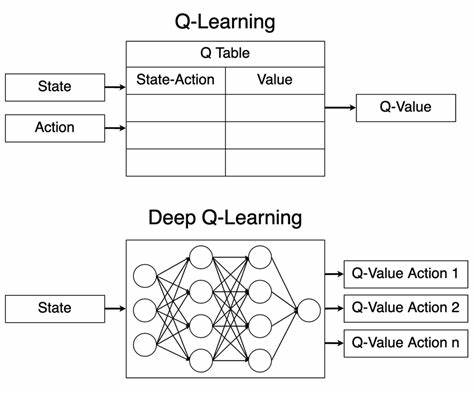 Q-Learning
Q Table
State-Action Value
State
Action
Q-Value
Deep Q-Learning
State
Q-Value Action 1
Q-Value Action 2
Q-Value Action n